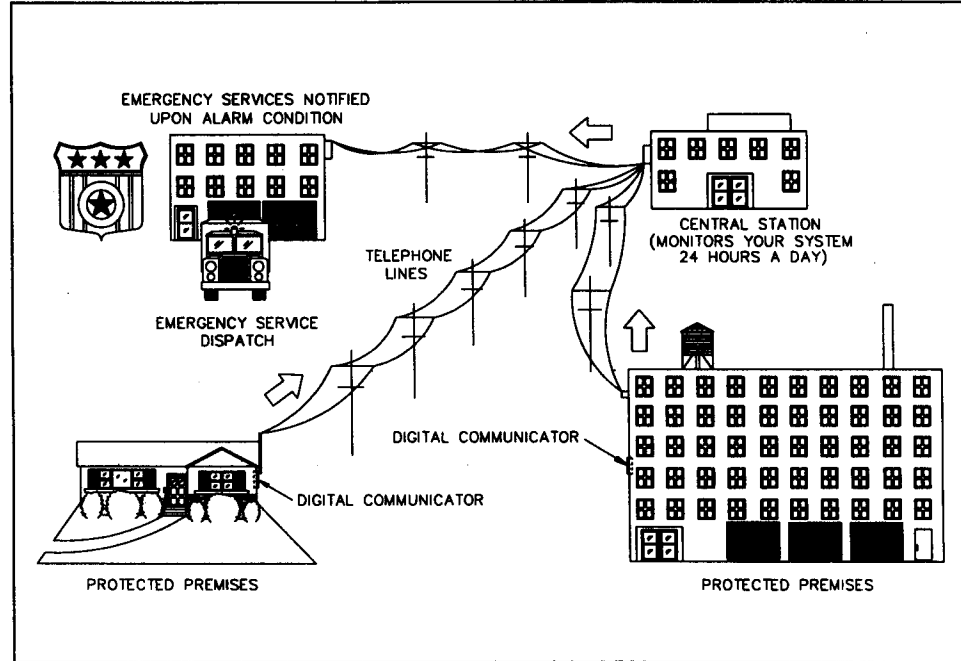 EMERGENCY SERVICES NOTIFIED
UPON ALARM CONDITION
CENTRAL STATION
(MONITORS YOUR SYSTEM
24 HOURS A DAY)
TELEPHONE
LINES
EMERGENCY SERVICE
DISPATCH
DIGITAL COMMUNICATOR
DIGITAL COMMUNICATOR
PROTECTED PREMISES
PROTECTED PREMISES